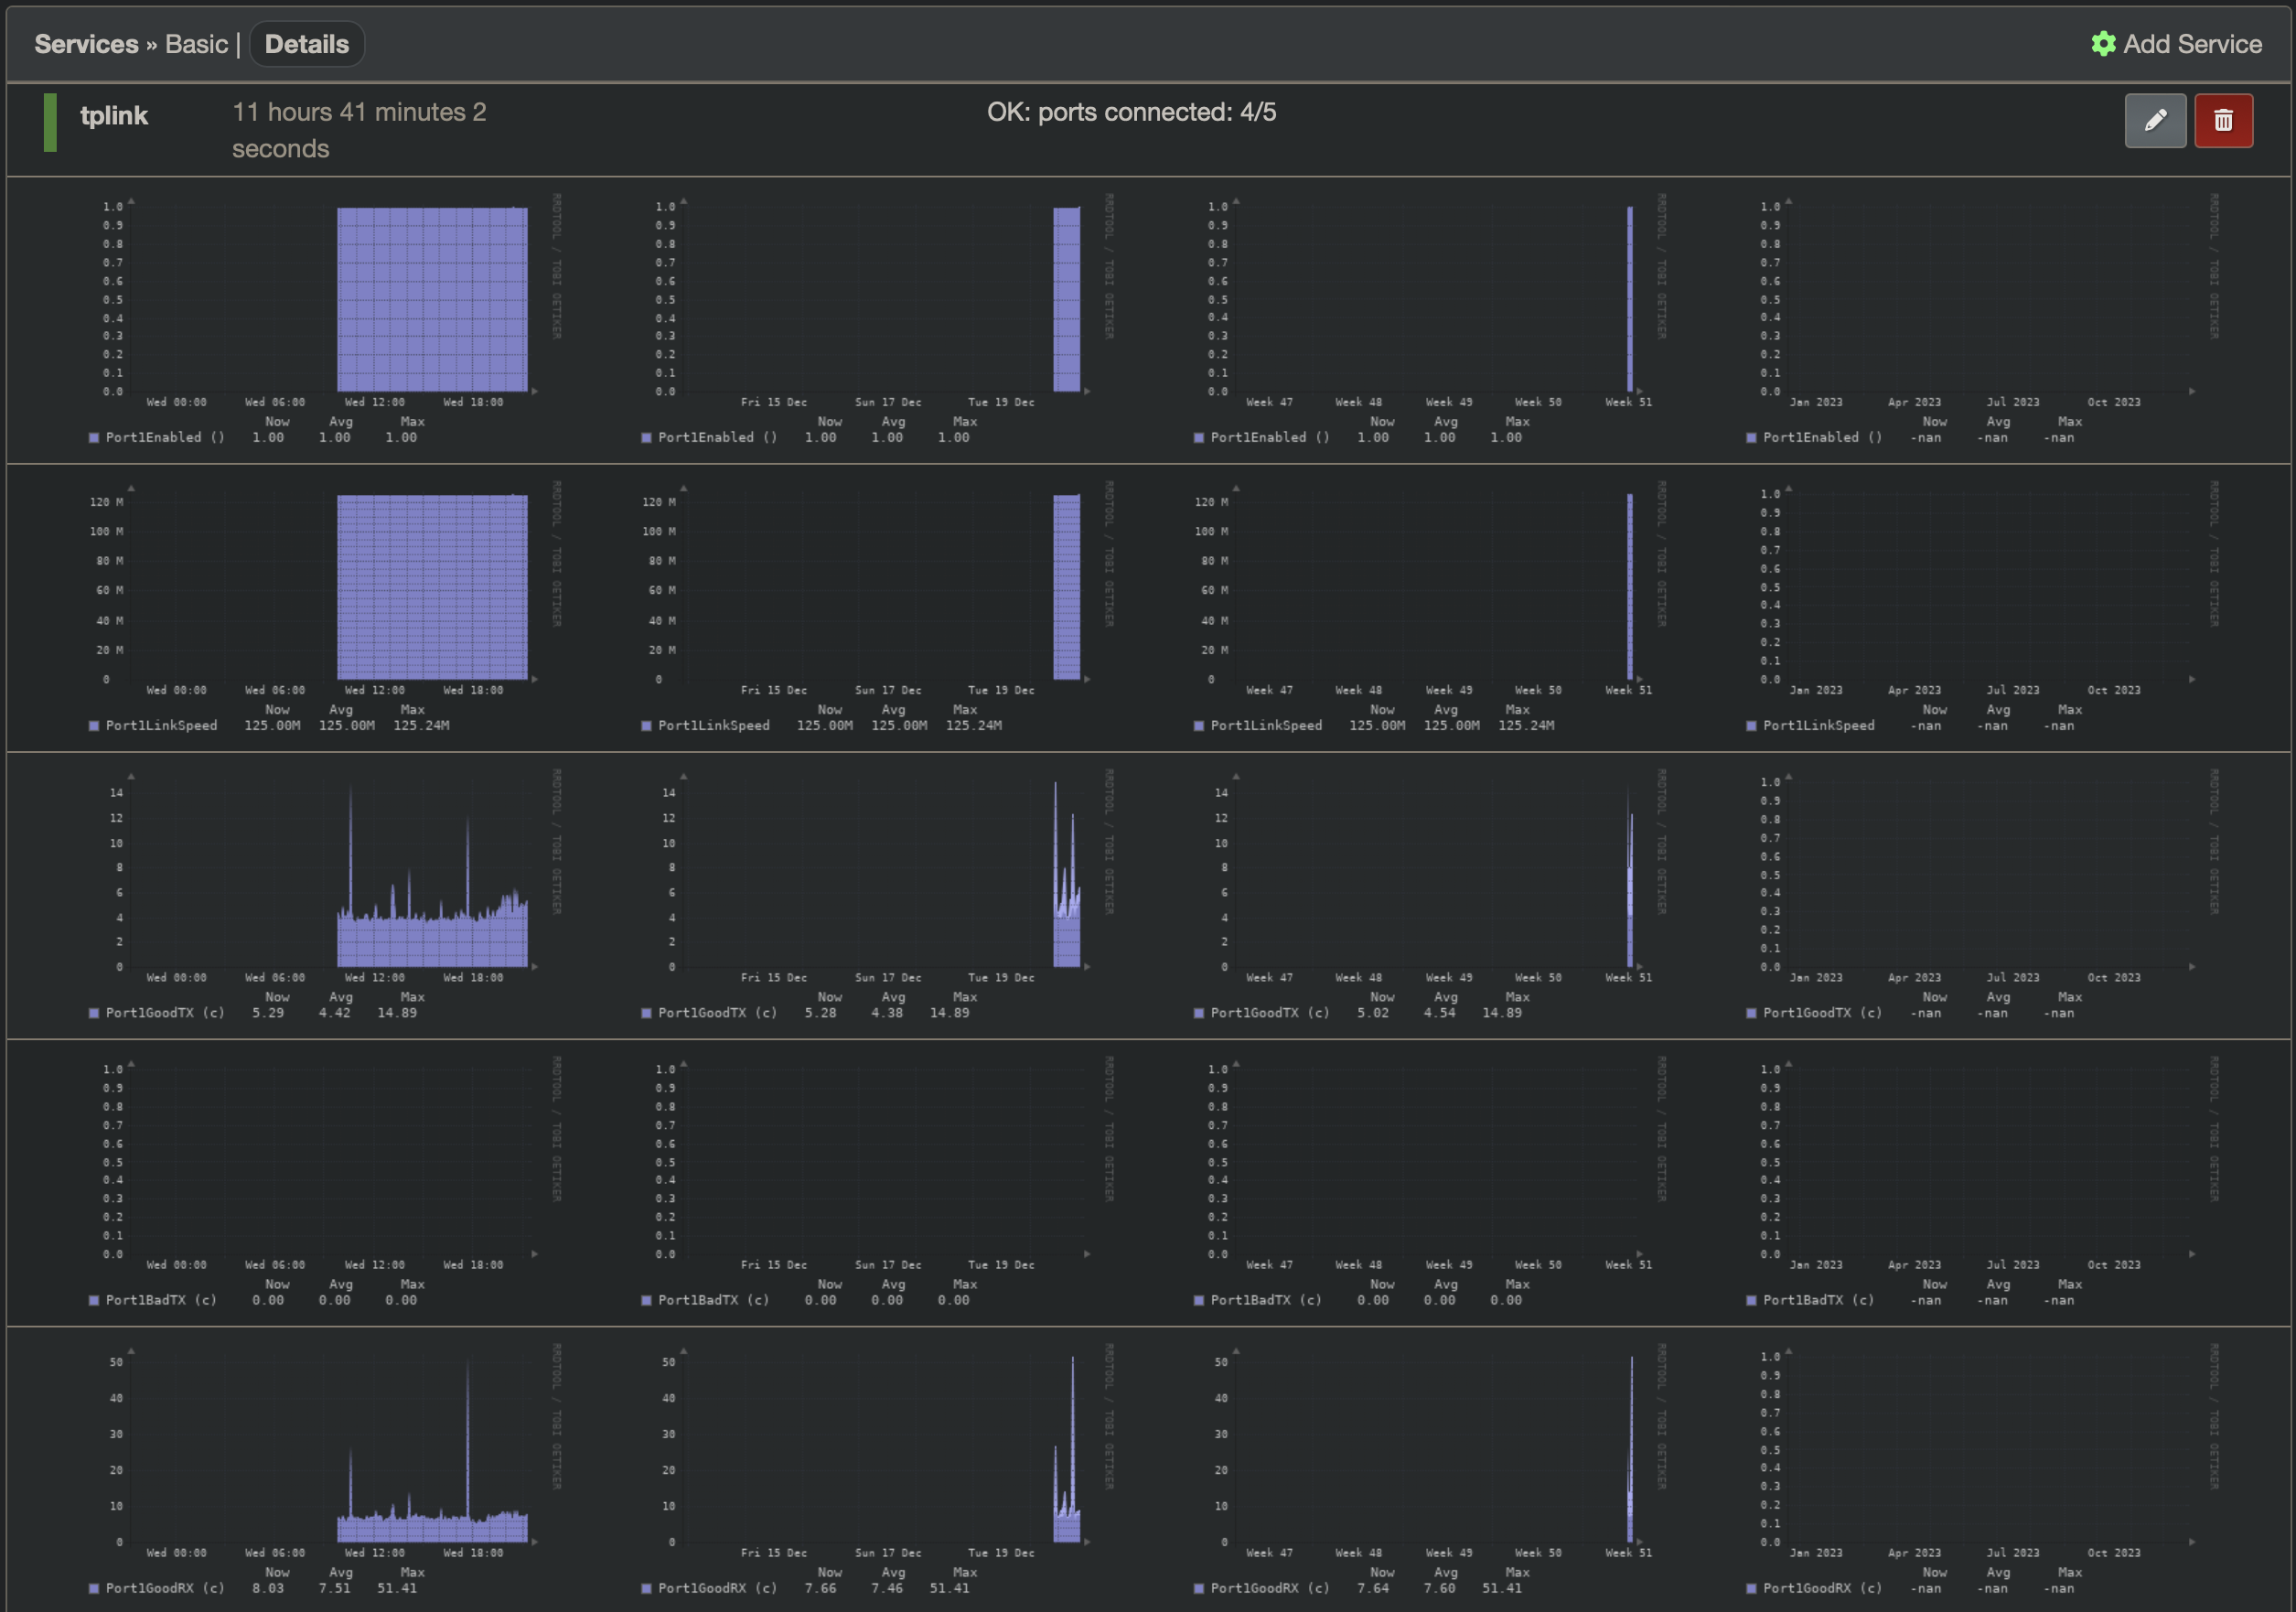 Services » Basic | Details
Add Service
tplink
11 hours 41 minutes 2
seconds
OK: ports connected: 4/5
1.0
0.9
0.8
0.7
0.6
0.5
0.4
0.3
0.2
0.1
0.0
Wed 00:00 Wed 06:00 Wed 12:00 Wed 18:00
Now Avg Max
Port1Enabled () 1.00 1.00 1.00
RRDTOOL / TOBI OETIKER
1.0
0.9
0.8
0.7
0.6
0.5
0.4
0.3
0.2
0.1
0.0
Fri 15 Dec Sun 17 Dec Tue 19 Dec
Now Avg Max
Port1Enabled () 1.00 1.00 1.00
RRDTOOL / TOBI OETIKER
1.0
0.9
0.8
0.7
0.6
0.5
0.4
0.3
0.2
0.1
0.0
Week 47 Week 48 Week 49 Week 50 Week 51
Now Avg Max
Port1Enabled () 1.00 1.00 1.00
RRDTOOL / TOBI OETIKER
1.0
0.9
0.8
0.7
0.6
0.5
0.4
0.3
0.2
0.1
0.0
Jan 2023 Apr 2023 Jul 2023 Oct 2023
Now Avg Max
Port1Enabled () -nan -nan -nan
RRDTOOL / TOBI OETIKER
120 M
100 M
80 M
60 M
40 M
20 M
0
Wed 00:00 Wed 06:00 Wed 12:00 Wed 18:00
Now Avg Max
Port1LinkSpeed 125.00M 125.00M 125.24M
RRDTOOL / TOBI OETIKER
120 M
100 M
80 M
60 M
40 M
20 M
0
Fri 15 Dec Sun 17 Dec Tue 19 Dec
Now Avg Max
Port1LinkSpeed 125.00M 125.00M 125.24M
RRDTOOL / TOBI OETIKER
120 M
100 M
80 M
60 M
40 M
20 M
0
Week 47 Week 48 Week 49 Week 50 Week 51
Now Avg Max
Port1LinkSpeed 125.00M 125.00M 125.24M
RRDTOOL / TOBI OETIKER
1.0
0.9
0.8
0.7
0.6
0.5
0.4
0.3
0.2
0.1
0.0
Jan 2023 Apr 2023 Jul 2023 Oct 2023
Now Avg Max
Port1LinkSpeed -nan -nan -nan
RRDTOOL / TOBI OETIKER
14
12
10
8
6
4
2
0
Wed 00:00 Wed 06:00 Wed 12:00 Wed 18:00
Now Avg Max
Port1GoodTX (c) 5.29 4.42 14.89
RRDTOOL / TOBI OETIKER
14
12
10
8
6
4
2
0
Fri 15 Dec Sun 17 Dec Tue 19 Dec
Now Avg Max
Port1GoodTX (c) 5.28 4.38 14.89
RRDTOOL / TOBI OETIKER
14
12
10
8
6
4
2
0
Week 47 Week 48 Week 49 Week 50 Week 51
Now Avg Max
Port1GoodTX (c) 5.02 4.54 14.89
RRDTOOL / TOBI OETIKER
1.0
0.9
0.8
0.7
0.6
0.5
0.4
0.3
0.2
0.1
0.0
Jan 2023 Apr 2023 Jul 2023 Oct 2023
Now Avg Max
Port1GoodTX (c) -nan -nan -nan
RRDTOOL / TOBI OETIKER
1.0
0.9
0.8
0.7
0.6
0.5
0.4
0.3
0.2
0.1
0.0
Wed 00:00 Wed 06:00 Wed 12:00 Wed 18:00
Now Avg Max
Port1BadTX (c) 0.00 0.00 0.00
RRDTOOL / TOBI OETIKER
1.0
0.9
0.8
0.7
0.6
0.5
0.4
0.3
0.2
0.1
0.0
Fri 15 Dec Sun 17 Dec Tue 19 Dec
Now Avg Max
Port1BadTX (c) 0.00 0.00 0.00
RRDTOOL / TOBI OETIKER
1.0
0.9
0.8
0.7
0.6
0.5
0.4
0.3
0.2
0.1
0.0
Week 47 Week 48 Week 49 Week 50 Week 51
Now Avg Max
Port1BadTX (c) 0.00 0.00 0.00
RRDTOOL / TOBI OETIKER
1.0
0.9
0.8
0.7
0.6
0.5
0.4
0.3
0.2
0.1
0.0
Jan 2023 Apr 2023 Jul 2023 Oct 2023
Now Avg Max
Port1BadTX (c) -nan -nan -nan
RRDTOOL / TOBI OETIKER
50
40
30
20
10
0
Wed 00:00 Wed 06:00 Wed 12:00 Wed 18:00
Now Avg Max
Port1GoodRX (c) 8.03 7.51 51.41
RRDTOOL / TOBI OETIKER
50
40
30
20
10
0
Fri 15 Dec Sun 17 Dec Tue 19 Dec
Now Avg Max
Port1GoodRX (c) 7.66 7.46 51.41
RRDTOOL / TOBI OETIKER
50
40
30
20
10
0
Week 47 Week 48 Week 49 Week 50 Week 51
Now Avg Max
Port1GoodRX (c) 7.64 7.60 51.41
RRDTOOL / TOBI OETIKER
1.0
0.9
0.8
0.7
0.6
0.5
0.4
0.3
0.2
0.1
0.0
Jan 2023 Apr 2023 Jul 2023 Oct 2023
Now Avg Max
Port1GoodRX (c) -nan -nan -nan
RRDTOOL / TOBI OETIKER